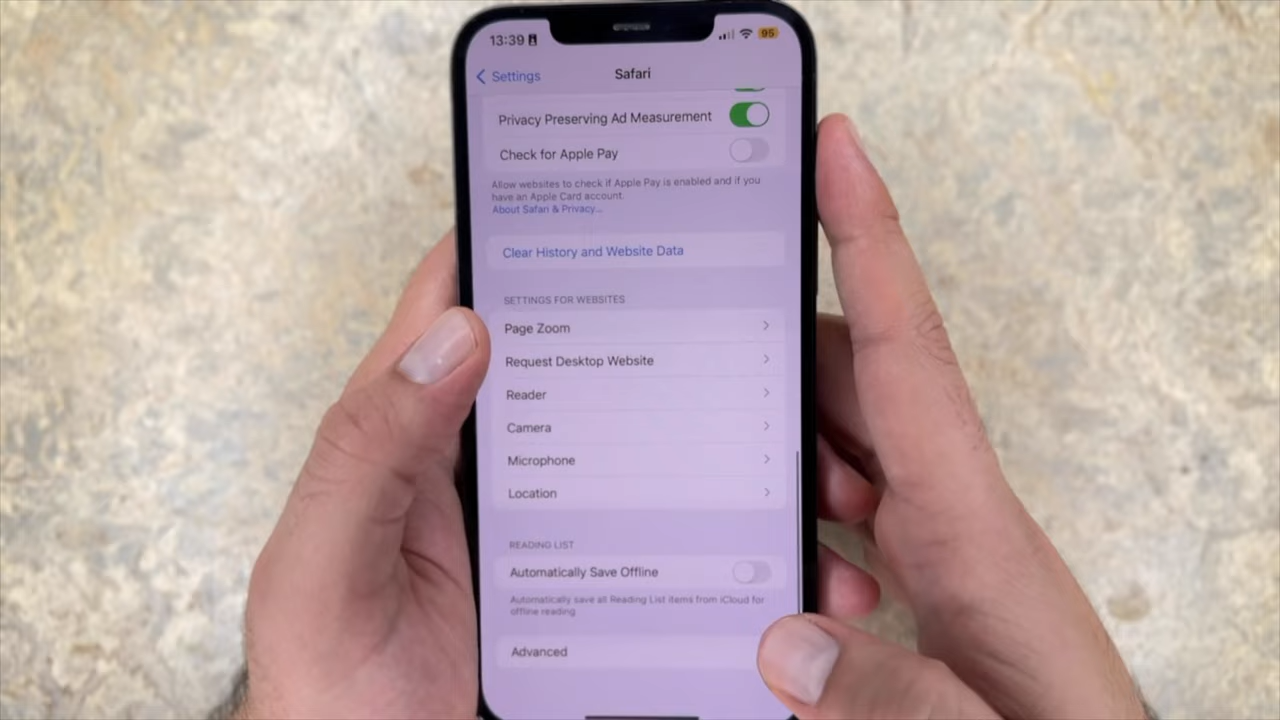 13:39
95
Settings
Safari
Privacy Preserving Ad Measurement
Check for Apple Pay
Allow websites to check if Apple Pay is enabled and if you
have an Apple Card account.
About Safari & Privacy...
Clear History and Website Data
SETTINGS FOR WEBSITES
Page Zoom
Request Desktop Website
Reader
Camera
Microphone
Location
READING LIST
Automatically Save Offline
Automatically save all Reading List items from iCloud for
offline reading
Advanced